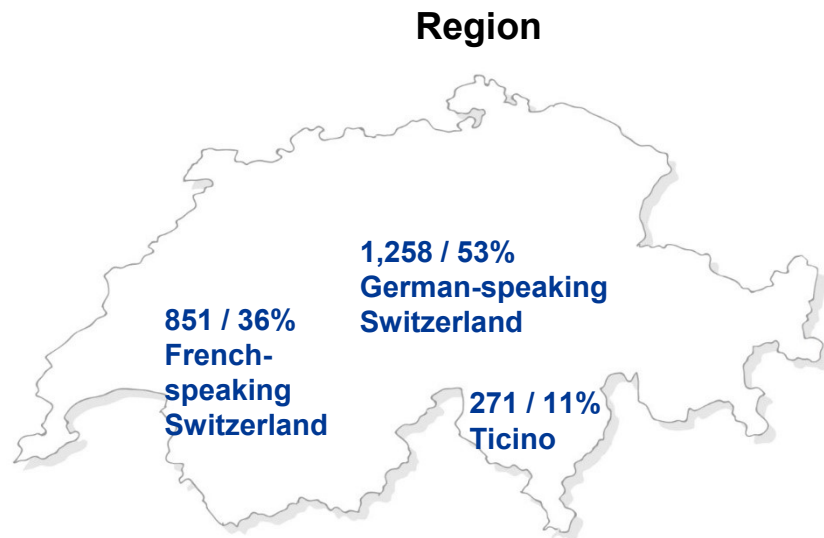 Region
1,258 / 53%
German-speaking
Switzerland
851 / 36%
French-
speaking
Switzerland
271 / 11%
Ticino